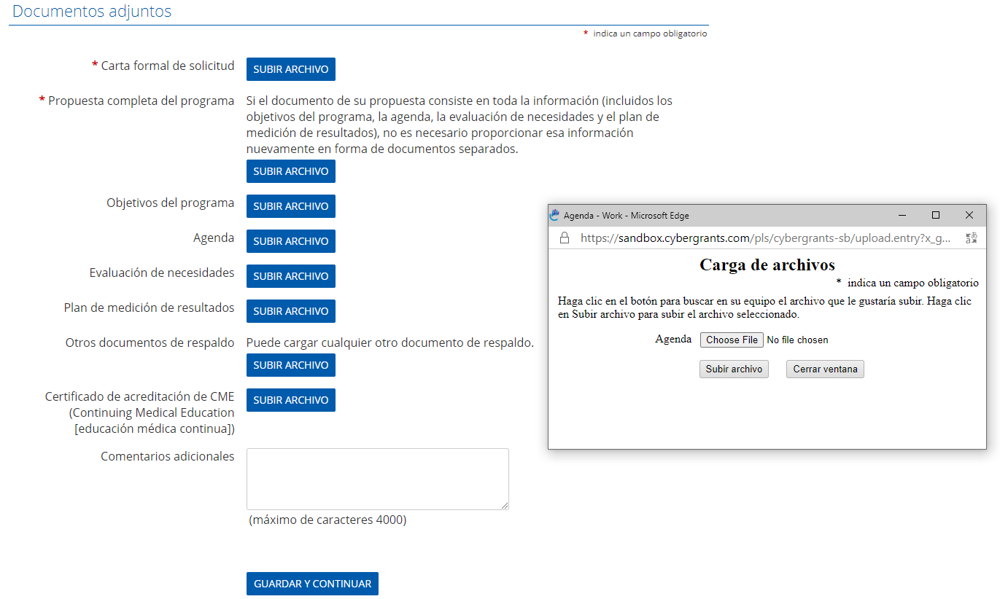 Documentos adjuntos
* indica un campo obligatorio
* Carta formal de solicitud
SUBIR ARCHIVO
* Propuesta completa del programa
Si el documento de su propuesta consiste en toda la información (incluidos los
objetivos del programa, la agenda, la evaluación de necesidades y el plan de
medición de resultados), no es necesario proporcionar esa información
nuevamente en forma de documentos separados.
SUBIR ARCHIVO
Objetivos del programa
SUBIR ARCHIVO
Agenda
SUBIR ARCHIVO
Evaluación de necesidades
SUBIR ARCHIVO
Plan de medición de resultados
SUBIR ARCHIVO
Otros documentos de respaldo
Puede cargar cualquier otro documento de respaldo.
SUBIR ARCHIVO
Certificado de acreditación de CME
(Continuing Medical Education
[educación médica continua])
SUBIR ARCHIVO
Comentarios adicionales
(máximo de caracteres 4000)
GUARDAR Y CONTINUAR
Agenda - Work - Microsoft Edge
https://sandbox.cybergrants.com/pls/cybergrants-sb/upload.entry?x_g...
Carga de archivos
* indica un campo obligatorio
Haga clic en el botón para buscar en su equipo el archivo que le gustaría subir. Haga clic
en Subir archivo para subir el archivo seleccionado.
Agenda
Choose File No file chosen
Subir archivo
Cerrar ventana